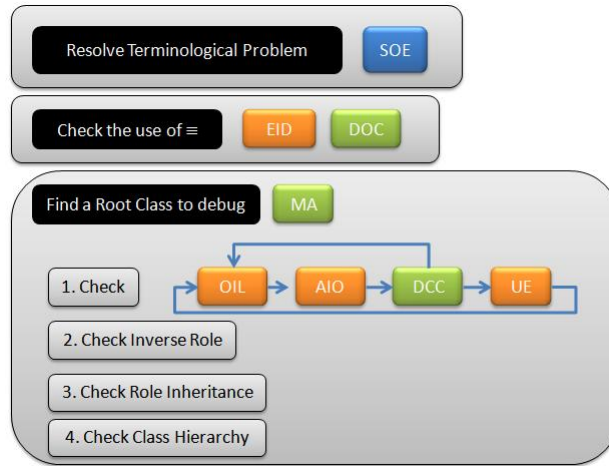 Resolve Terminological Problem SOE
Check the use of ≡ EID DOC
Find a Root Class to debug MA
1. Check OIL AIO DCC UE
2. Check Inverse Role
3. Check Role Inheritance
4. Check Class Hierarchy